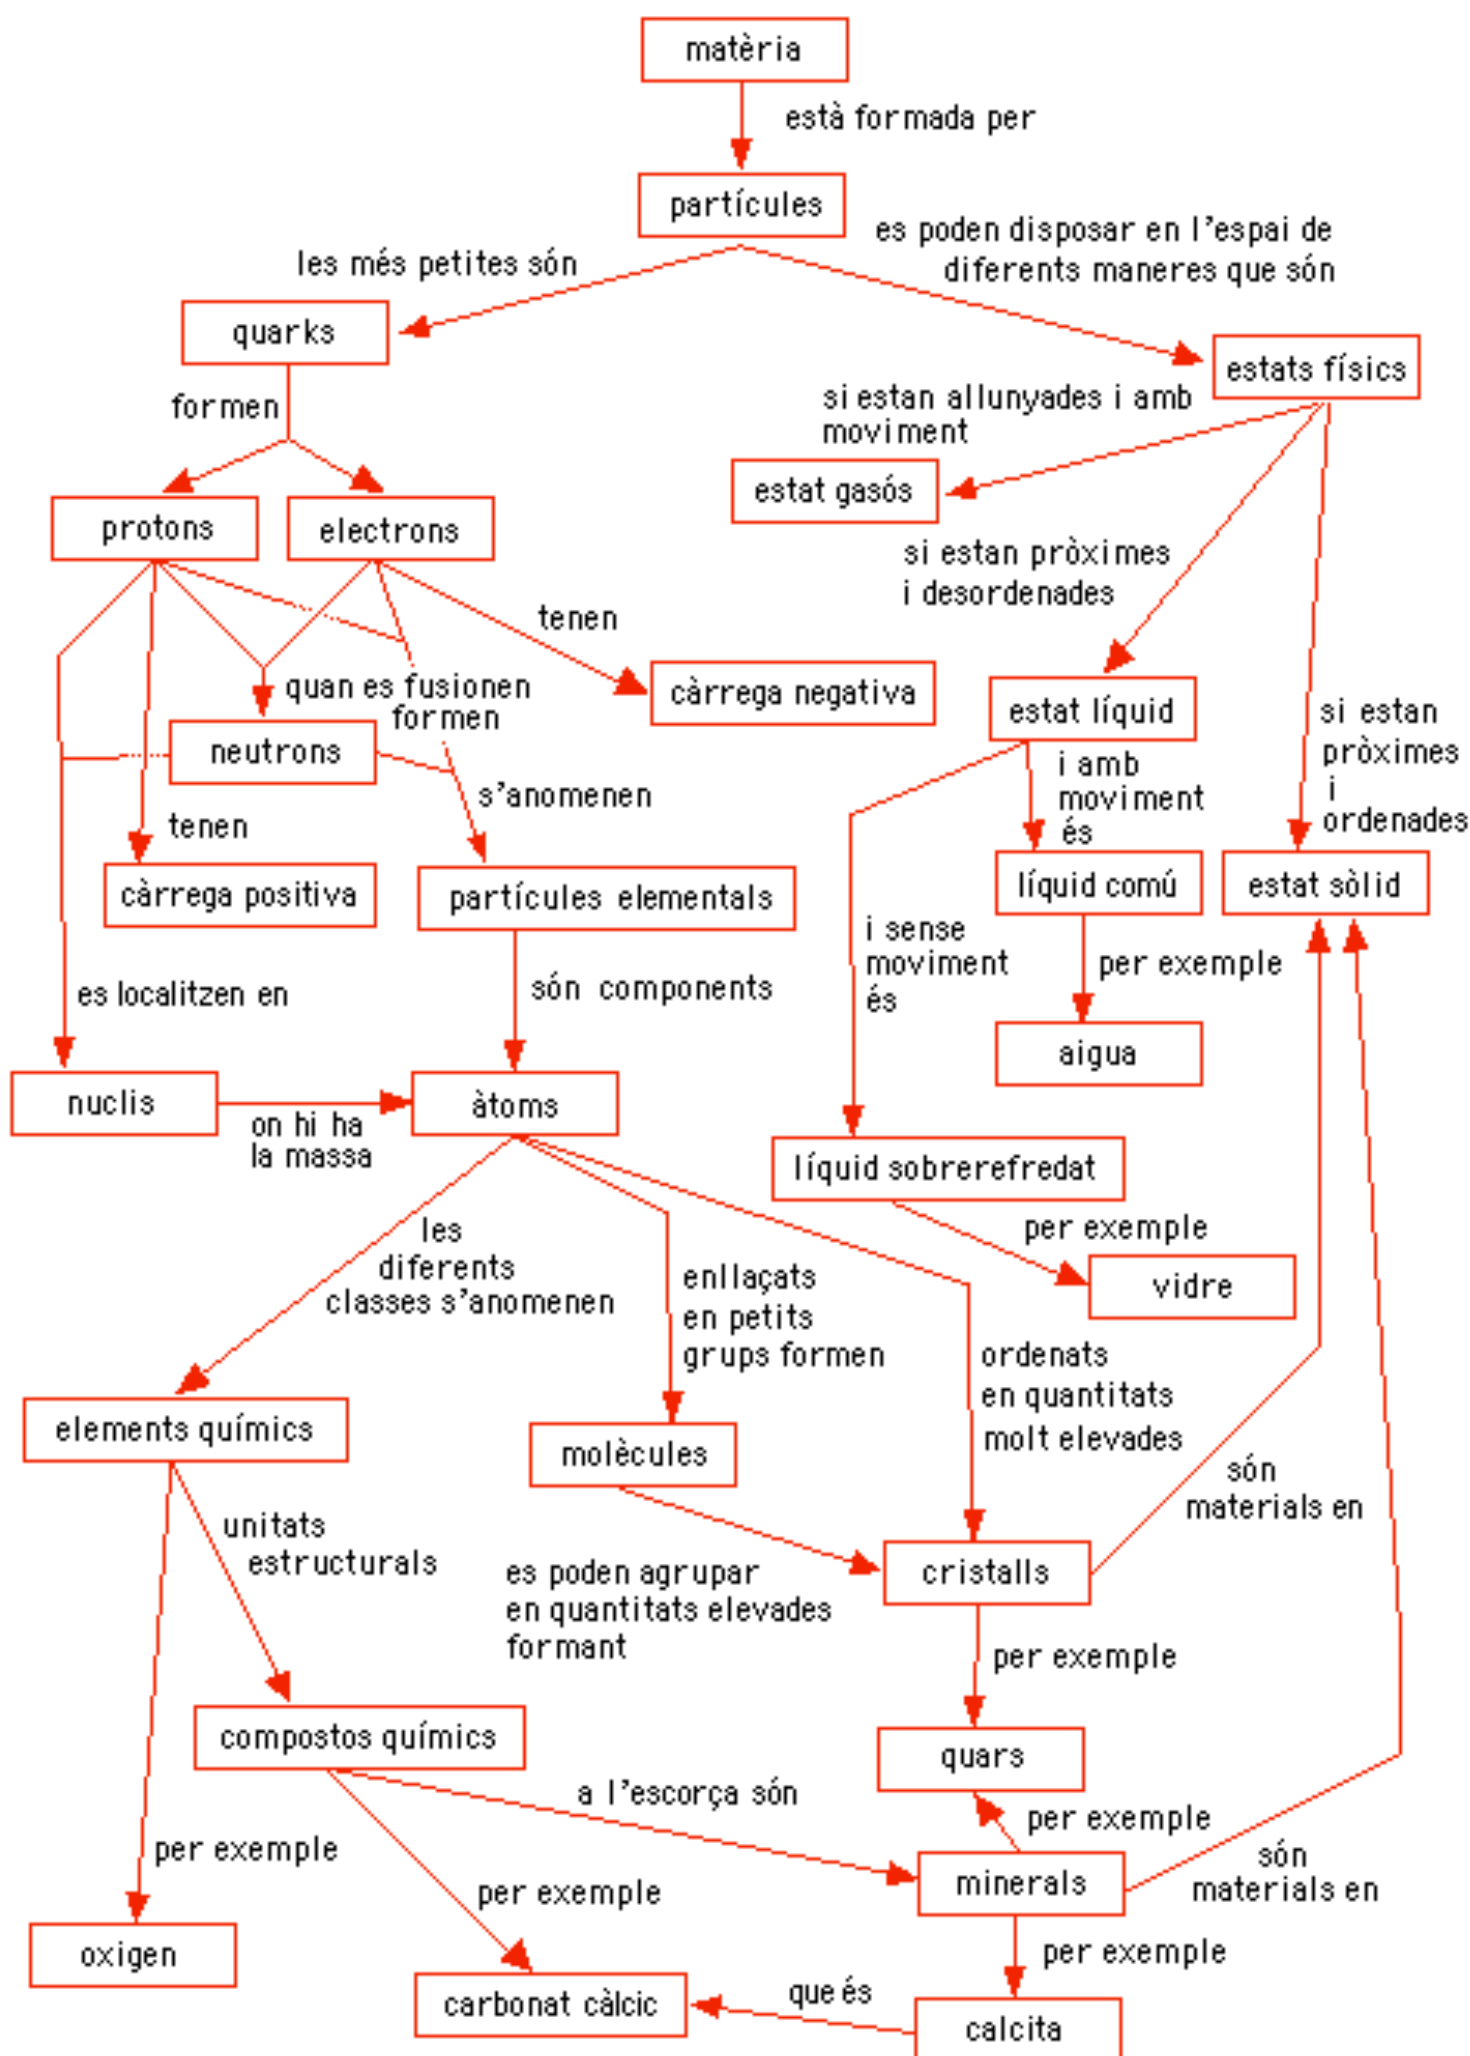 matèria
està formada per
partícules
es poden disposar en l'espai de
diferents maneres que són
les més petites són
quarks
estats físics
formen
si estan allunyades i amb
moviment
estat gasós
protons
electrons
si estan pròximes
i desordenades
tenen
càrrega negativa
quan es fusionen
formen
neutrons
estat líquid
si estan
pròximes
i
ordenades
i amb
moviment
és
s'anomenen
tenen
càrrega positiva
partícules elementals
líquid comú
estat sòlid
i sense
moviment
és
per exemple
es localitzen en
són components
aigua
nuclis
àtoms
on hi ha
la massa
líquid sobrerefredat
per exemple
vidre
les
diferents
classes s'anomenen
enllaçats
en petits
grups formen
ordenats
en quantitats
molt elevades
elements químics
molècules
són
materials en
unitats
estructurals
es poden agrupar
en quantitats elevades
formant
cristalls
per exemple
compostos químics
quars
a l'escorça són
per exemple
per exemple
minerals
són
materials en
per exemple
per exemple
oxigen
carbonat càlcic
que és
calcita